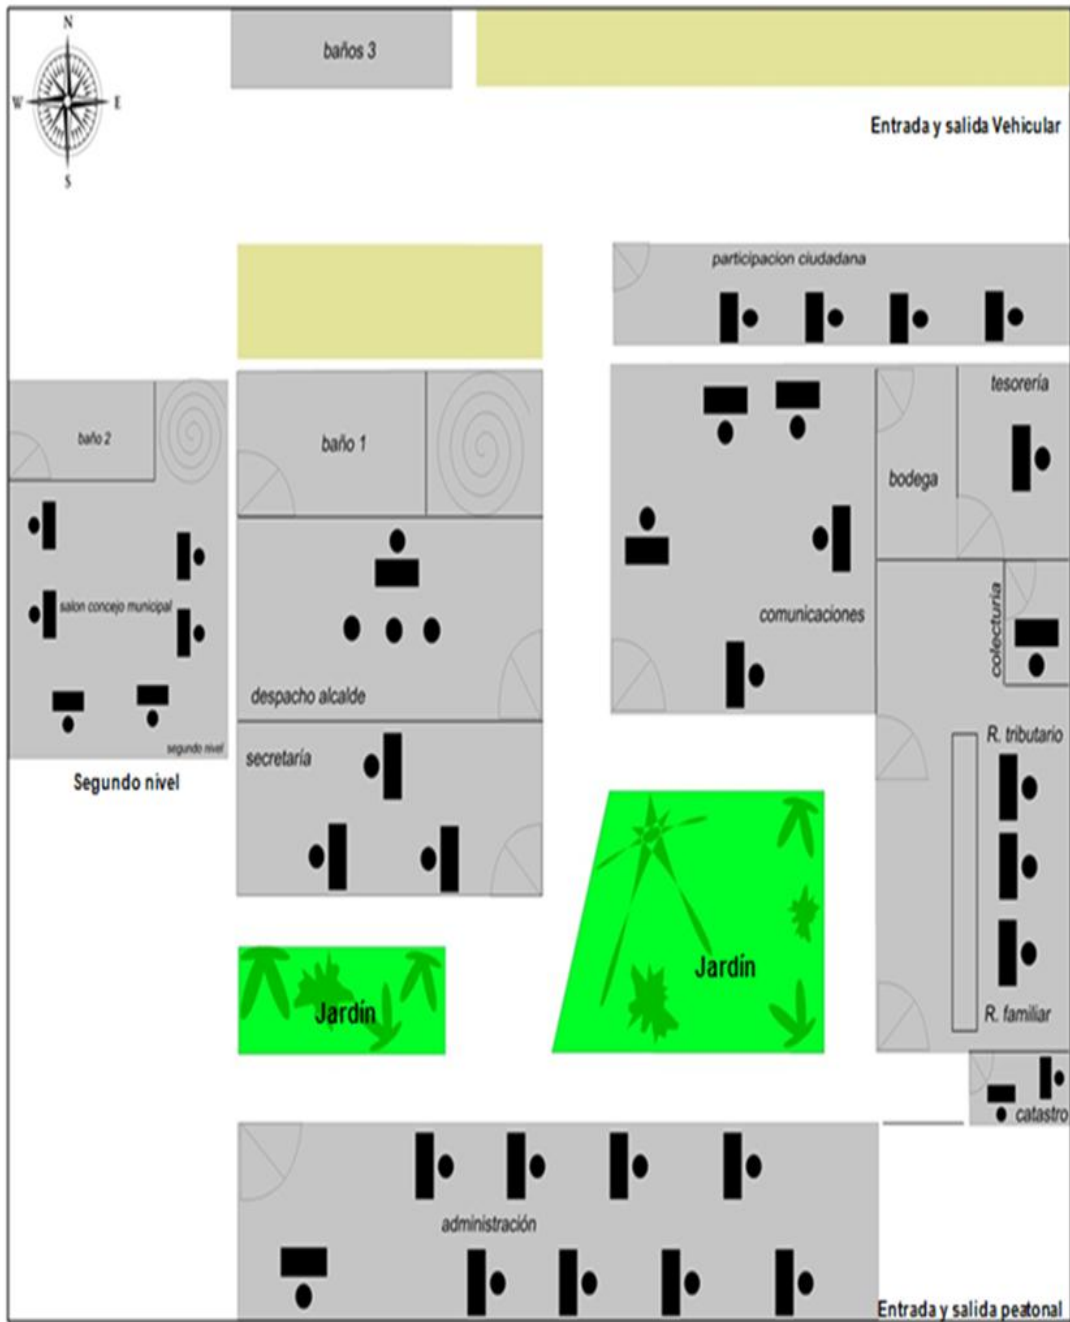 N
baños 3
W
E
S
Entrada y salida Vehicular
participacion ciudadana
tesorería
baño 2
baño 1
bodega
salon concejo municipal
comunicaciones
colecturia
despacho alcalde
R. tributario
segundo nivel
secretaría
Segundo nivel
Jardín
Jardín
R. familiar
catastro
administración
Entrada y salida peatonal